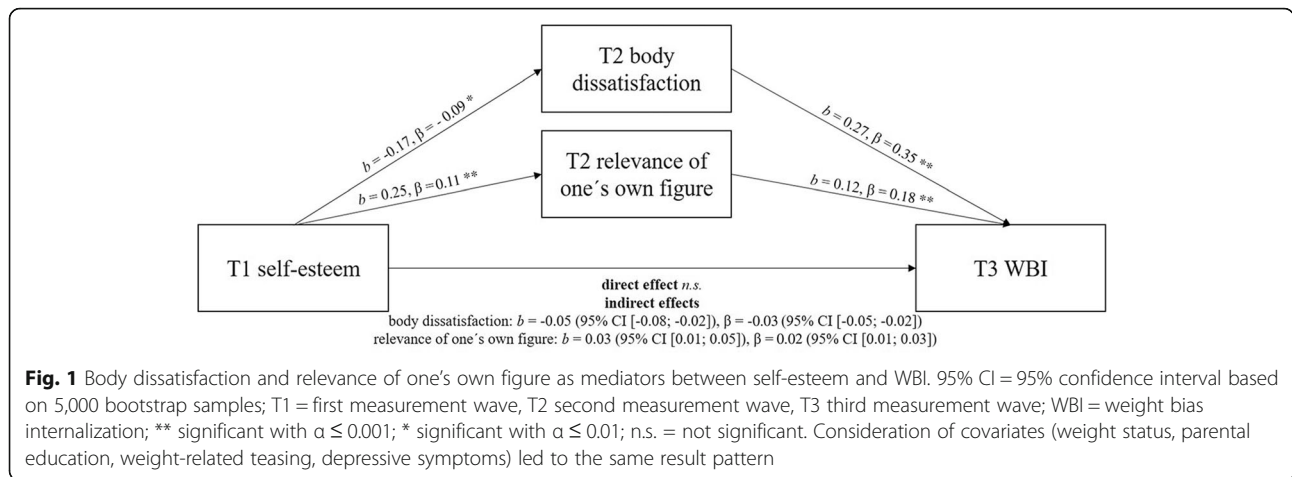 T2 body
dissatisfaction
b = -0.17, β = - 0.09 *
b = 0.27, β = 0.35 **
T2 relevance of
one´s own figure
b = 0.25, β = 0.11 **
b = 0.12, β = 0.18 **
T1 self-esteem
T3 WBI
direct effect n.s.
indirect effects
body dissatisfaction: b = -0.05 (95% CI [-0.08; -0.02]), β = -0.03 (95% CI [-0.05; -0.02])
relevance of one´s own figure: b = 0.03 (95% CI [0.01; 0.05]), β = 0.02 (95% CI [0.01; 0.03])
Fig. 1 Body dissatisfaction and relevance of one's own figure as mediators between self-esteem and WBI. 95% CI = 95% confidence interval based
on 5,000 bootstrap samples; T1 = first measurement wave, T2 second measurement wave, T3 third measurement wave; WBI = weight bias
internalization; ** significant with α ≤ 0.001; * significant with α ≤ 0.01; n.s. = not significant. Consideration of covariates (weight status, parental
education, weight-related teasing, depressive symptoms) led to the same result pattern